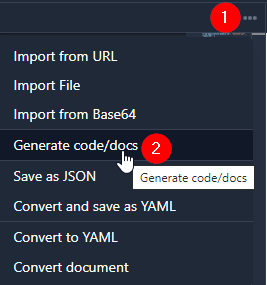 1
Import from URL
Import File
Import from Base64
Generate code/docs
2
Save as JSON
Generate code/docs
Convert and save as YAML
Convert to YAML
Convert document